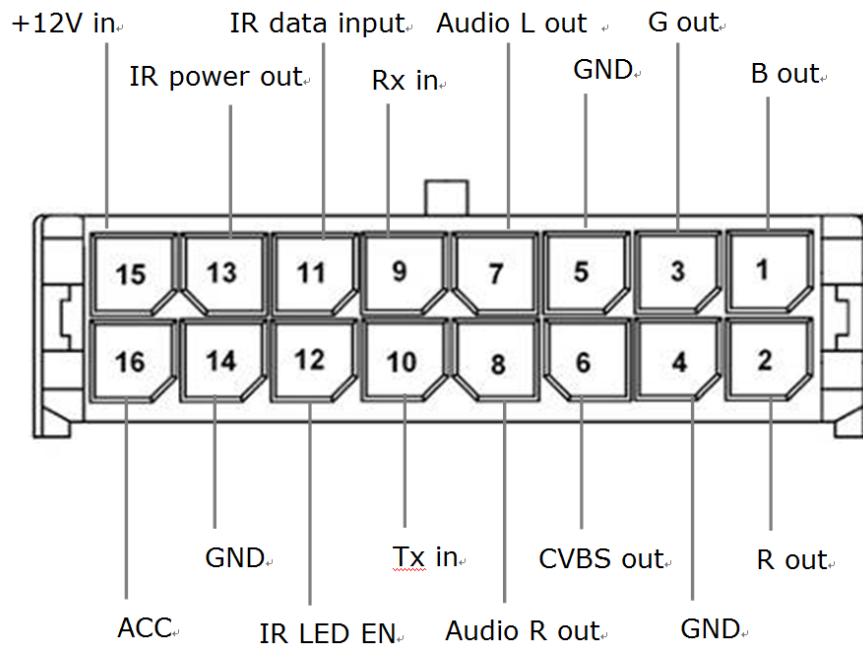 +12V in
IR data input
Audio L out
G out
IR power out
Rx in
GND
B out
15 13 11 9 7 5 3 1
16 14 12 10 8 6 4 2
GND
Tx in
CVBS out
R out
ACC
IR LED EN
Audio R out
GND